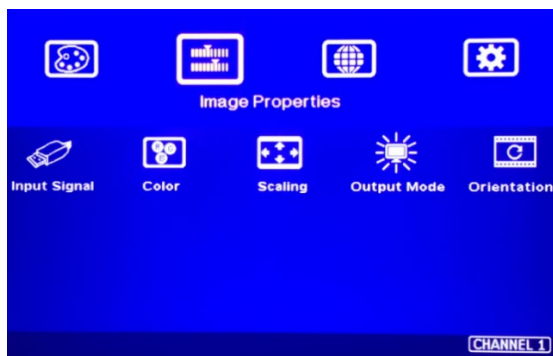 Image Properties
Input Signal Color Scaling Output Mode Orientation
CHANNEL 1